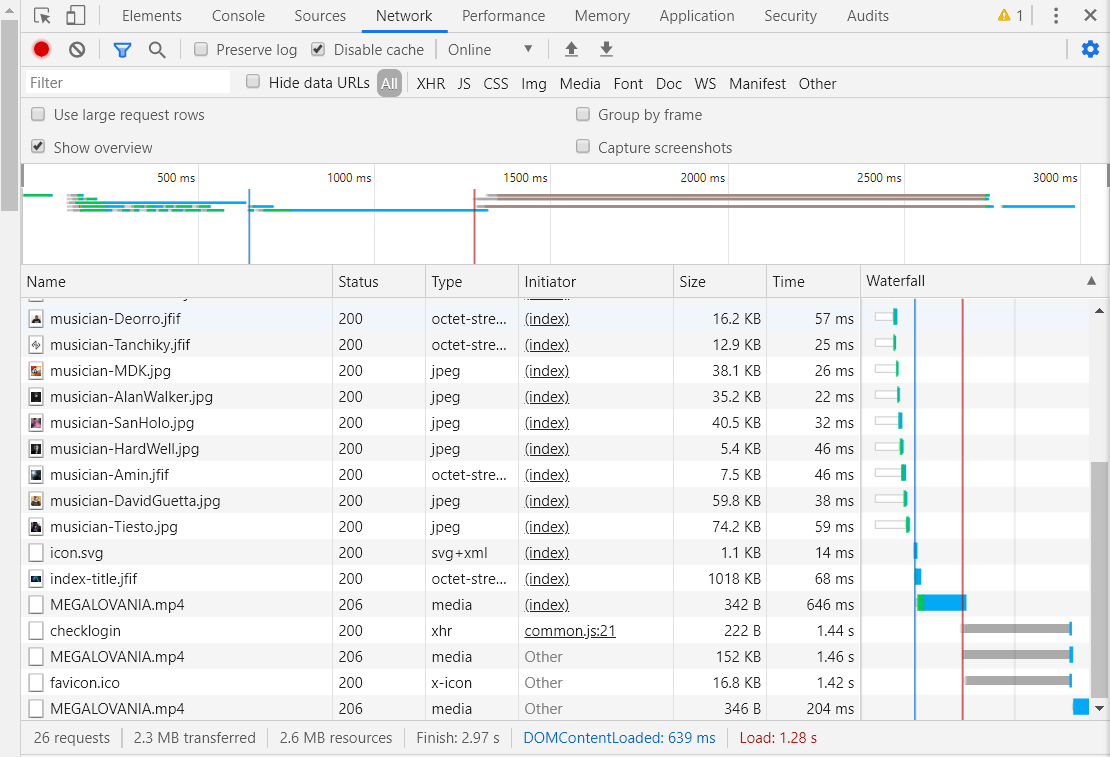 Elements Console Sources Network Performance Memory Application Security Audits 1
Preserve log Disable cache Online
Filter Hide data URLs All XHR JS CSS Img Media Font Doc WS Manifest Other
Use large request rows Group by frame
Show overview Capture screenshots
500 ms 1000 ms 1500 ms 2000 ms 2500 ms 3000 ms
Name Status Type Initiator Size Time Waterfall
musician-Deorro.jfif 200 octet-stre... (index) 16.2 KB 57 ms
musician-Tanchiky.jfif 200 octet-stre... (index) 12.9 KB 25 ms
musician-MDK.jpg 200 jpeg (index) 38.1 KB 26 ms
musician-AlanWalker.jpg 200 jpeg (index) 35.2 KB 22 ms
musician-SanHolo.jpg 200 jpeg (index) 40.5 KB 32 ms
musician-HardWell.jpg 200 jpeg (index) 5.4 KB 46 ms
musician-Amin.jfif 200 octet-stre... (index) 7.5 KB 46 ms
musician-DavidGuetta.jpg 200 jpeg (index) 59.8 KB 38 ms
musician-Tiesto.jpg 200 jpeg (index) 74.2 KB 59 ms
icon.svg 200 svg+xml (index) 1.1 KB 14 ms
index-title.jfif 200 octet-stre... (index) 1018 KB 68 ms
MEGALOVANIA.mp4 206 media (index) 342 B 646 ms
checklogin 200 xhr common.js:21 222 B 1.44 s
MEGALOVANIA.mp4 206 media Other 152 KB 1.46 s
favicon.ico 200 x-icon Other 16.8 KB 1.42 s
MEGALOVANIA.mp4 206 media Other 346 B 204 ms
26 requests 2.3 MB transferred 2.6 MB resources Finish: 2.97 s DOMContentLoaded: 639 ms Load: 1.28 s